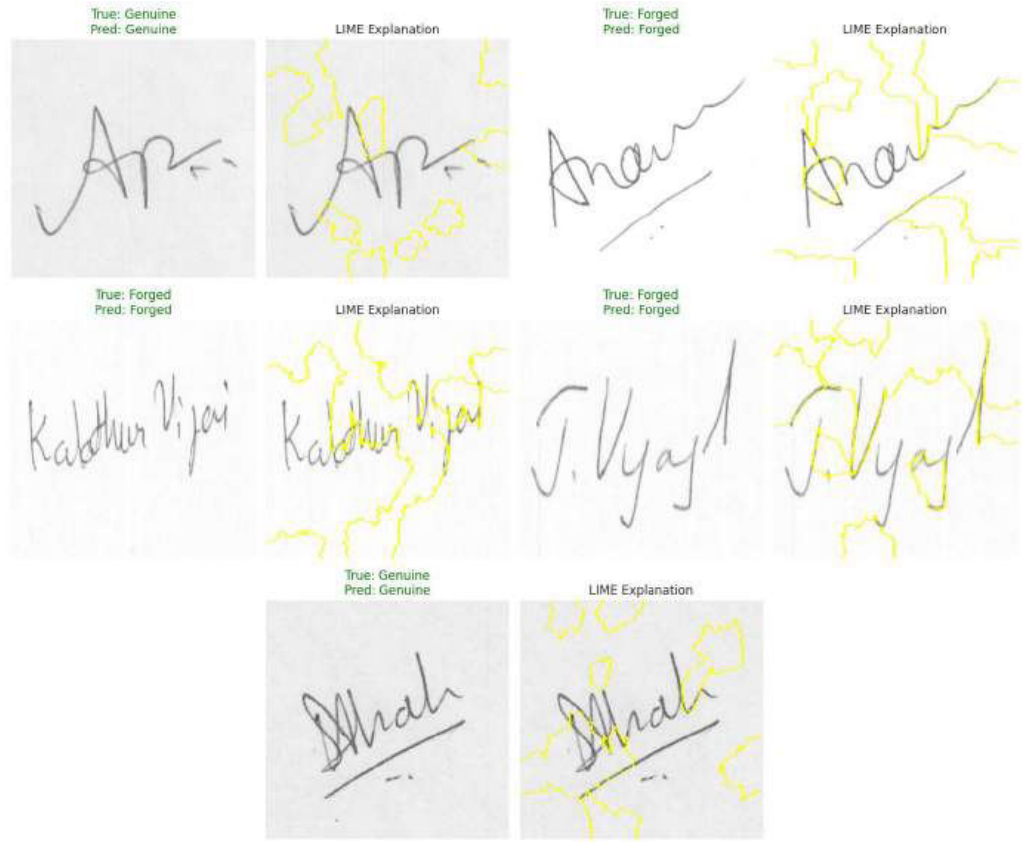 True: Genuine
Pred: Genuine
LIME Explanation
True: Forged
Pred: Forged
LIME Explanation
True: Forged
Pred: Forged
LIME Explanation
Kalathur Vijai
True: Forged
Pred: Forged
LIME Explanation
J. Vyas
True: Genuine
Pred: Genuine
LIME Explanation